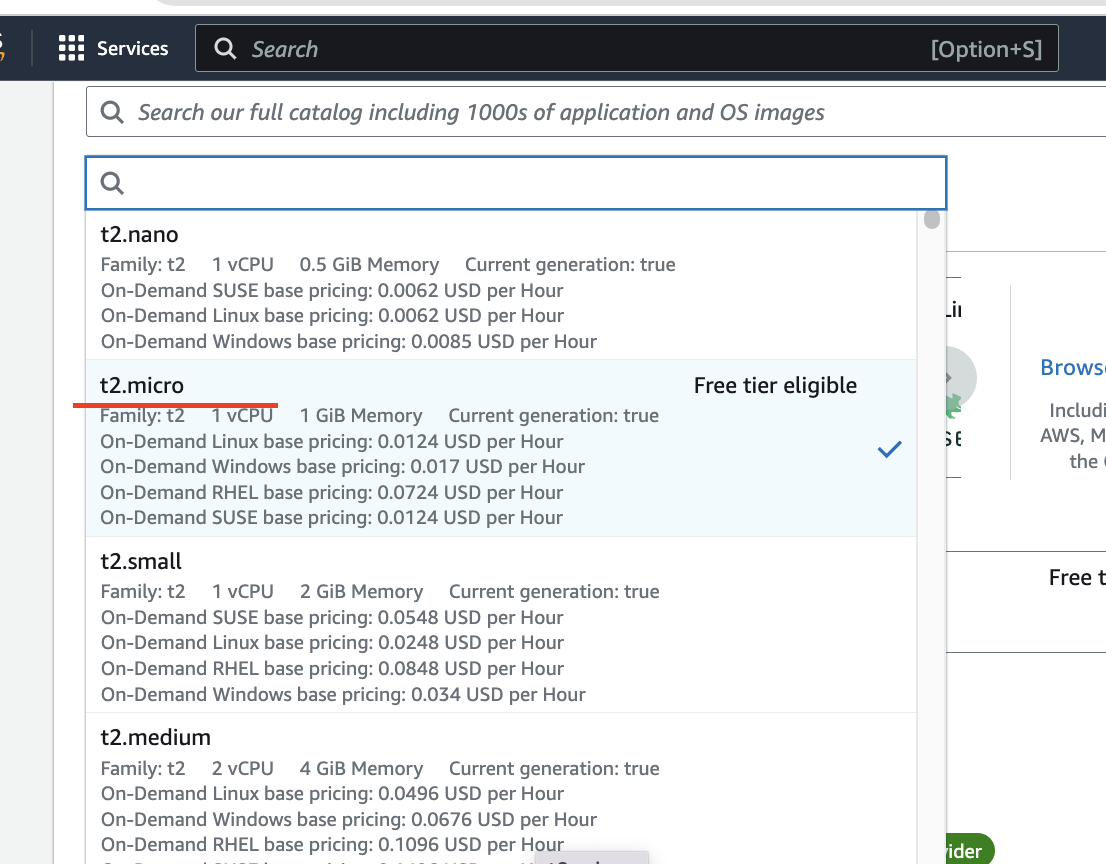 Services
Search
[Option+S]
Search our full catalog including 1000s of application and OS images
t2.nano
Family: t2 1 vCPU 0.5 GiB Memory Current generation: true
On-Demand SUSE base pricing: 0.0062 USD per Hour
On-Demand Linux base pricing: 0.0062 USD per Hour
On-Demand Windows base pricing: 0.0085 USD per Hour
t2.micro Free tier eligible
Family: t2 1 vCPU 1 GiB Memory Current generation: true
On-Demand Linux base pricing: 0.0124 USD per Hour
On-Demand Windows base pricing: 0.017 USD per Hour
On-Demand RHEL base pricing: 0.0724 USD per Hour
On-Demand SUSE base pricing: 0.0124 USD per Hour
t2.small
Family: t2 1 vCPU 2 GiB Memory Current generation: true
On-Demand SUSE base pricing: 0.0548 USD per Hour
On-Demand Linux base pricing: 0.0248 USD per Hour
On-Demand RHEL base pricing: 0.0848 USD per Hour
On-Demand Windows base pricing: 0.034 USD per Hour
t2.medium
Family: t2 2 vCPU 4 GiB Memory Current generation: true
On-Demand Linux base pricing: 0.0496 USD per Hour
On-Demand Windows base pricing: 0.0676 USD per Hour
On-Demand RHEL base pricing: 0.1096 USD per Hour
Lin
Brows
Includi
AWS, M
the
Free t
vider